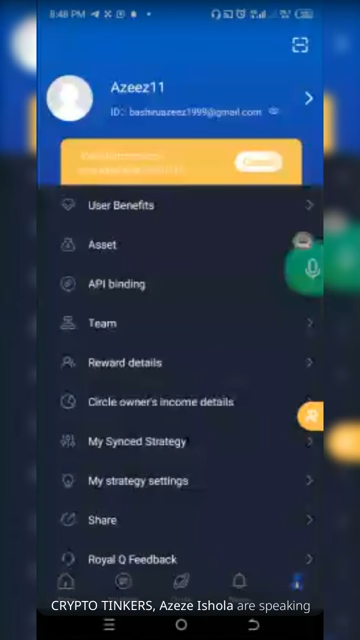 8:48 PM
Azeez11
ID: bashiruazeez1999@gmail.com
User Benefits
Asset
API binding
Team
Reward details
Circle owner's income details
My Synced Strategy
My strategy settings
Share
Royal Q Feedback
CRYPTO TINKERS, Azeze Ishola are speaking